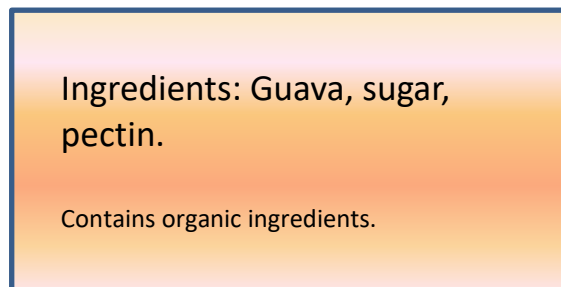 Ingredients: Guava, sugar,
pectin.
Contains organic ingredients.